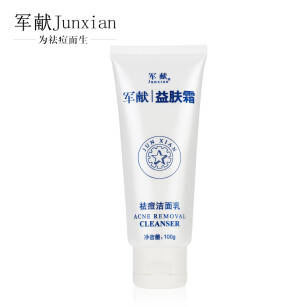 军献Junxian
为祛痘而生
军献®
Junxian
军献|益肤霜
JUN XIAN
祛痘洁面乳
ACNE REMOVAL
CLEANSER
净含量：100g